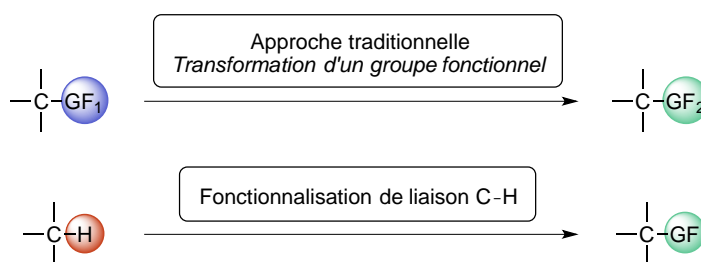 Approche traditionnelle
Transformation d'un groupe fonctionnel
C GF1 C GF2
Fonctionnalisation de liaison C-H
C H C GF